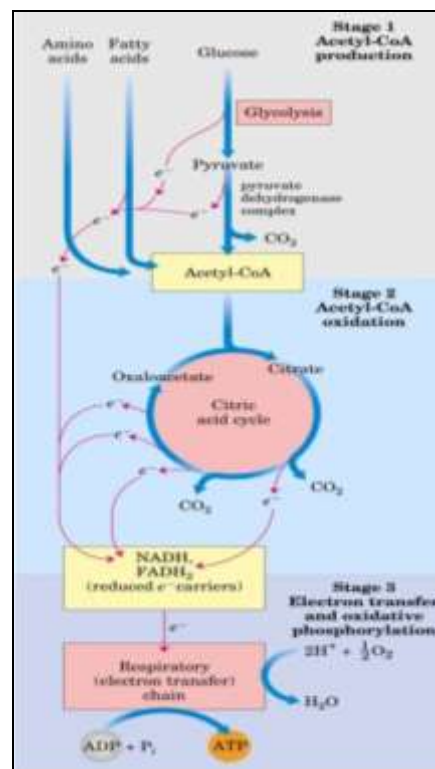 Stage 1
Acetyl-CoA
production
Amino
acids
Fatty
acids
Glucose
Glycolysis
e⁻
Pyruvate
e⁻
e⁻
pyruvate
dehydrogenase
complex
CO₂
e⁻
Acetyl-CoA
Stage 2
Acetyl-CoA
oxidation
Oxaloacetate
Citrate
e⁻
Citric
acid cycle
e⁻
e⁻
e⁻
CO₂
CO₂
NADH,
FADH₂
(reduced e⁻ carriers)
Stage 3
Electron transfer
and oxidative
phosphorylation
e⁻
2H⁺ + ½O₂
Respiratory
(electron transfer)
chain
H₂O
ADP + Pᵢ
ATP